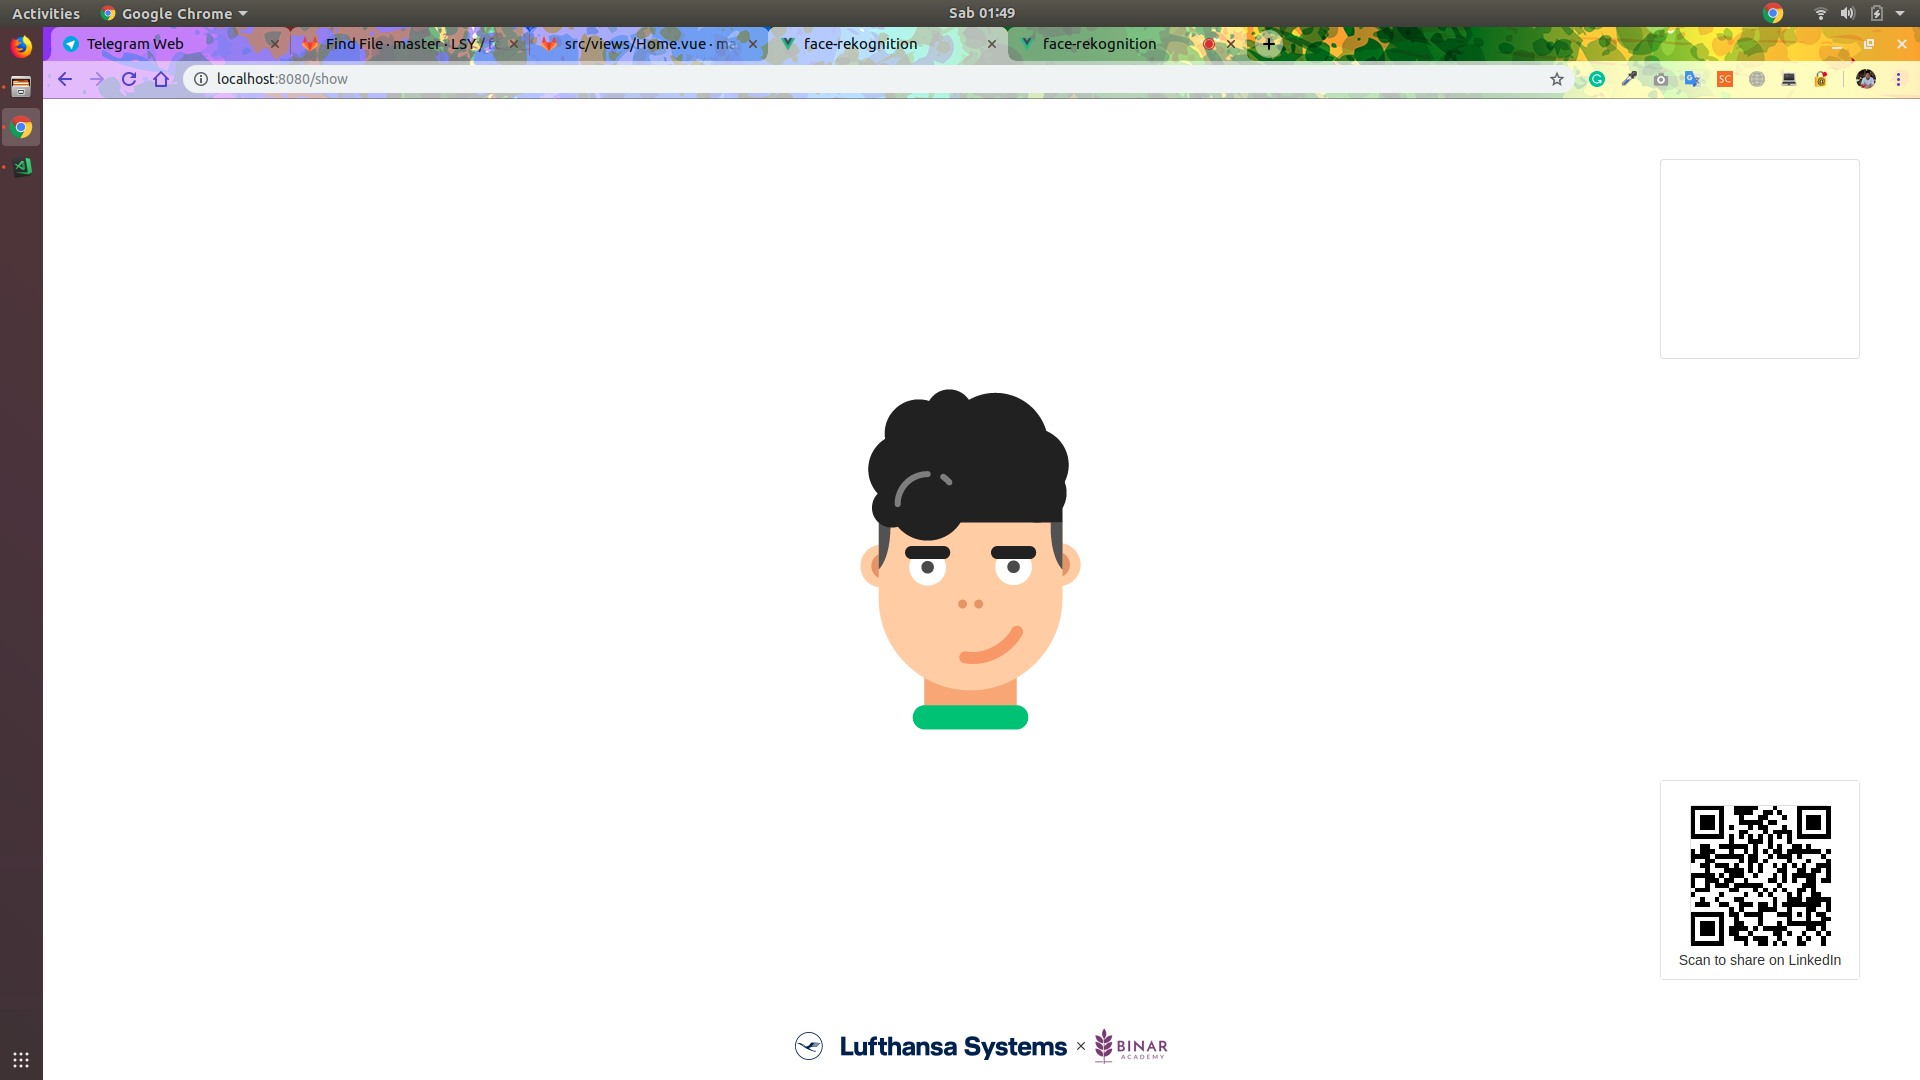 Activities
Google Chrome
Sab 01:49
Telegram Web
Find File · master · LSY /
src/views/Home.vue · ma
face-rekognition
face-rekognition
localhost:8080/show
SC
Scan to share on LinkedIn
Lufthansa Systems × BINAR
ACADEMY